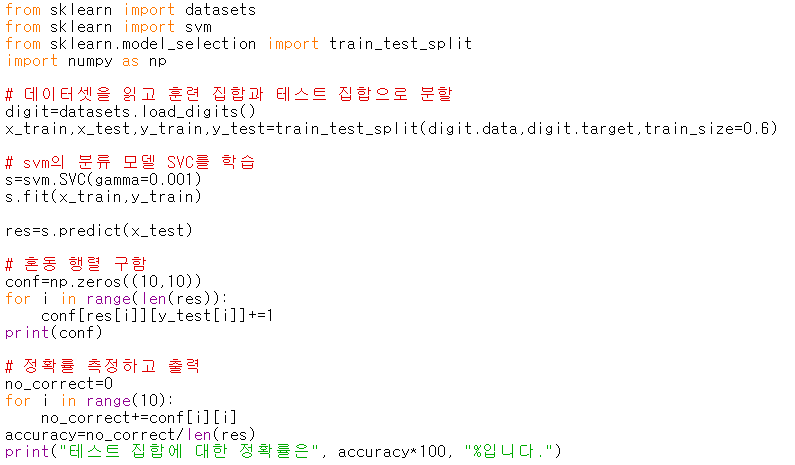 from sklearn import datasets
from sklearn import svm
from sklearn.model_selection import train_test_split
import numpy as np

# 데이터셋을 읽고 훈련 집합과 테스트 집합으로 분할
digit=datasets.load_digits()
x_train,x_test,y_train,y_test=train_test_split(digit.data,digit.target,train_size=0.6)

# svm의 분류 모델 SVC를 학습
s=svm.SVC(gamma=0.001)
s.fit(x_train,y_train)

res=s.predict(x_test)

# 혼동 행렬 구함
conf=np.zeros((10,10))
for i in range(len(res)):
    conf[res[i]][y_test[i]]+=1
print(conf)

# 정확률 측정하고 출력
no_correct=0
for i in range(10):
    no_correct+=conf[i][i]
accuracy=no_correct/len(res)
print("테스트 집합에 대한 정확률은", accuracy*100, "%입니다.")